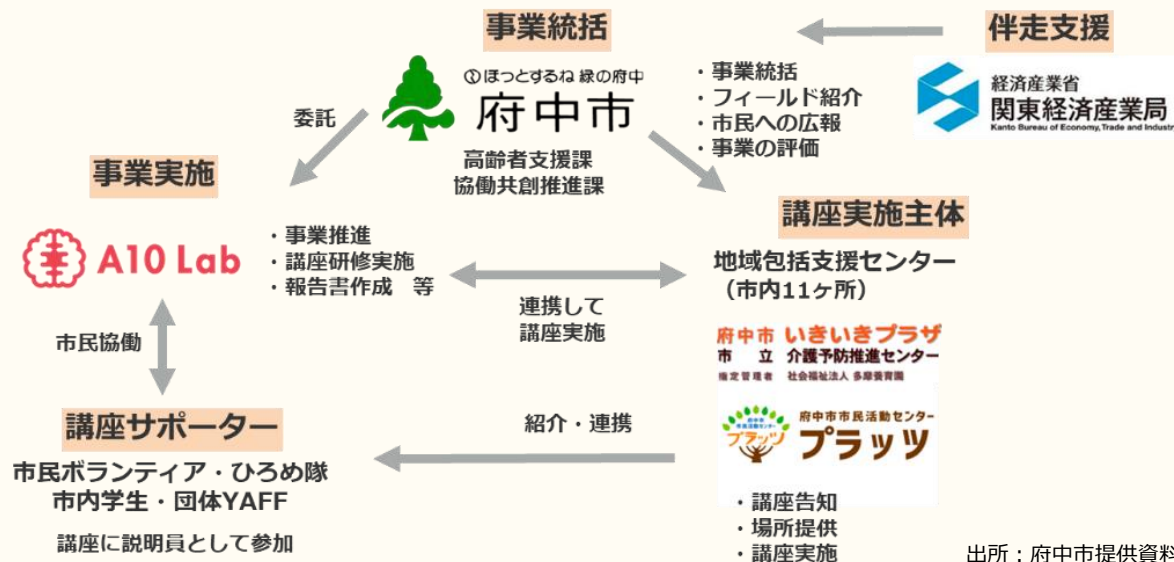 事業統括
伴走支援
ほっとするね 緑の府中
府中市
高齢者支援課
協働共創推進課
・事業統括
・フィールド紹介
・市民への広報
・事業の評価
経済産業省
関東経済産業局
Kanto Bureau of Economy, Trade and Industry
委託
事業実施
A10 Lab
・事業推進
・講座研修実施
・報告書作成 等
連携して
講座実施
講座実施主体
地域包括支援センター
（市内11ヶ所）
府中市 いきいきプラザ
市 立 介護予防推進センター
指定管理者 社会福祉法人 多摩養育園
市民協働
講座サポーター
市民ボランティア・ひろめ隊
市内学生・団体YAFF
講座に説明員として参加
紹介・連携
プラッツ
府中市市民活動センター
プラッツ
・講座告知
・場所提供
・講座実施
出所：府中市提供資料